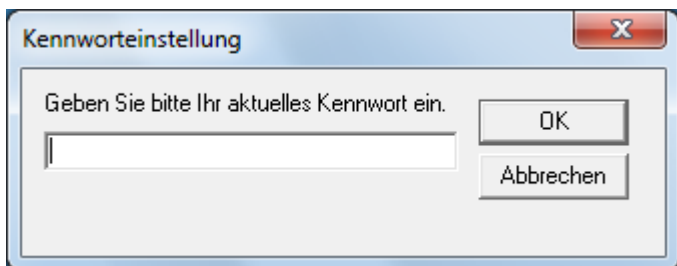 Kennworteinstellung
Geben Sie bitte Ihr aktuelles Kennwort ein.
OK
Abbrechen